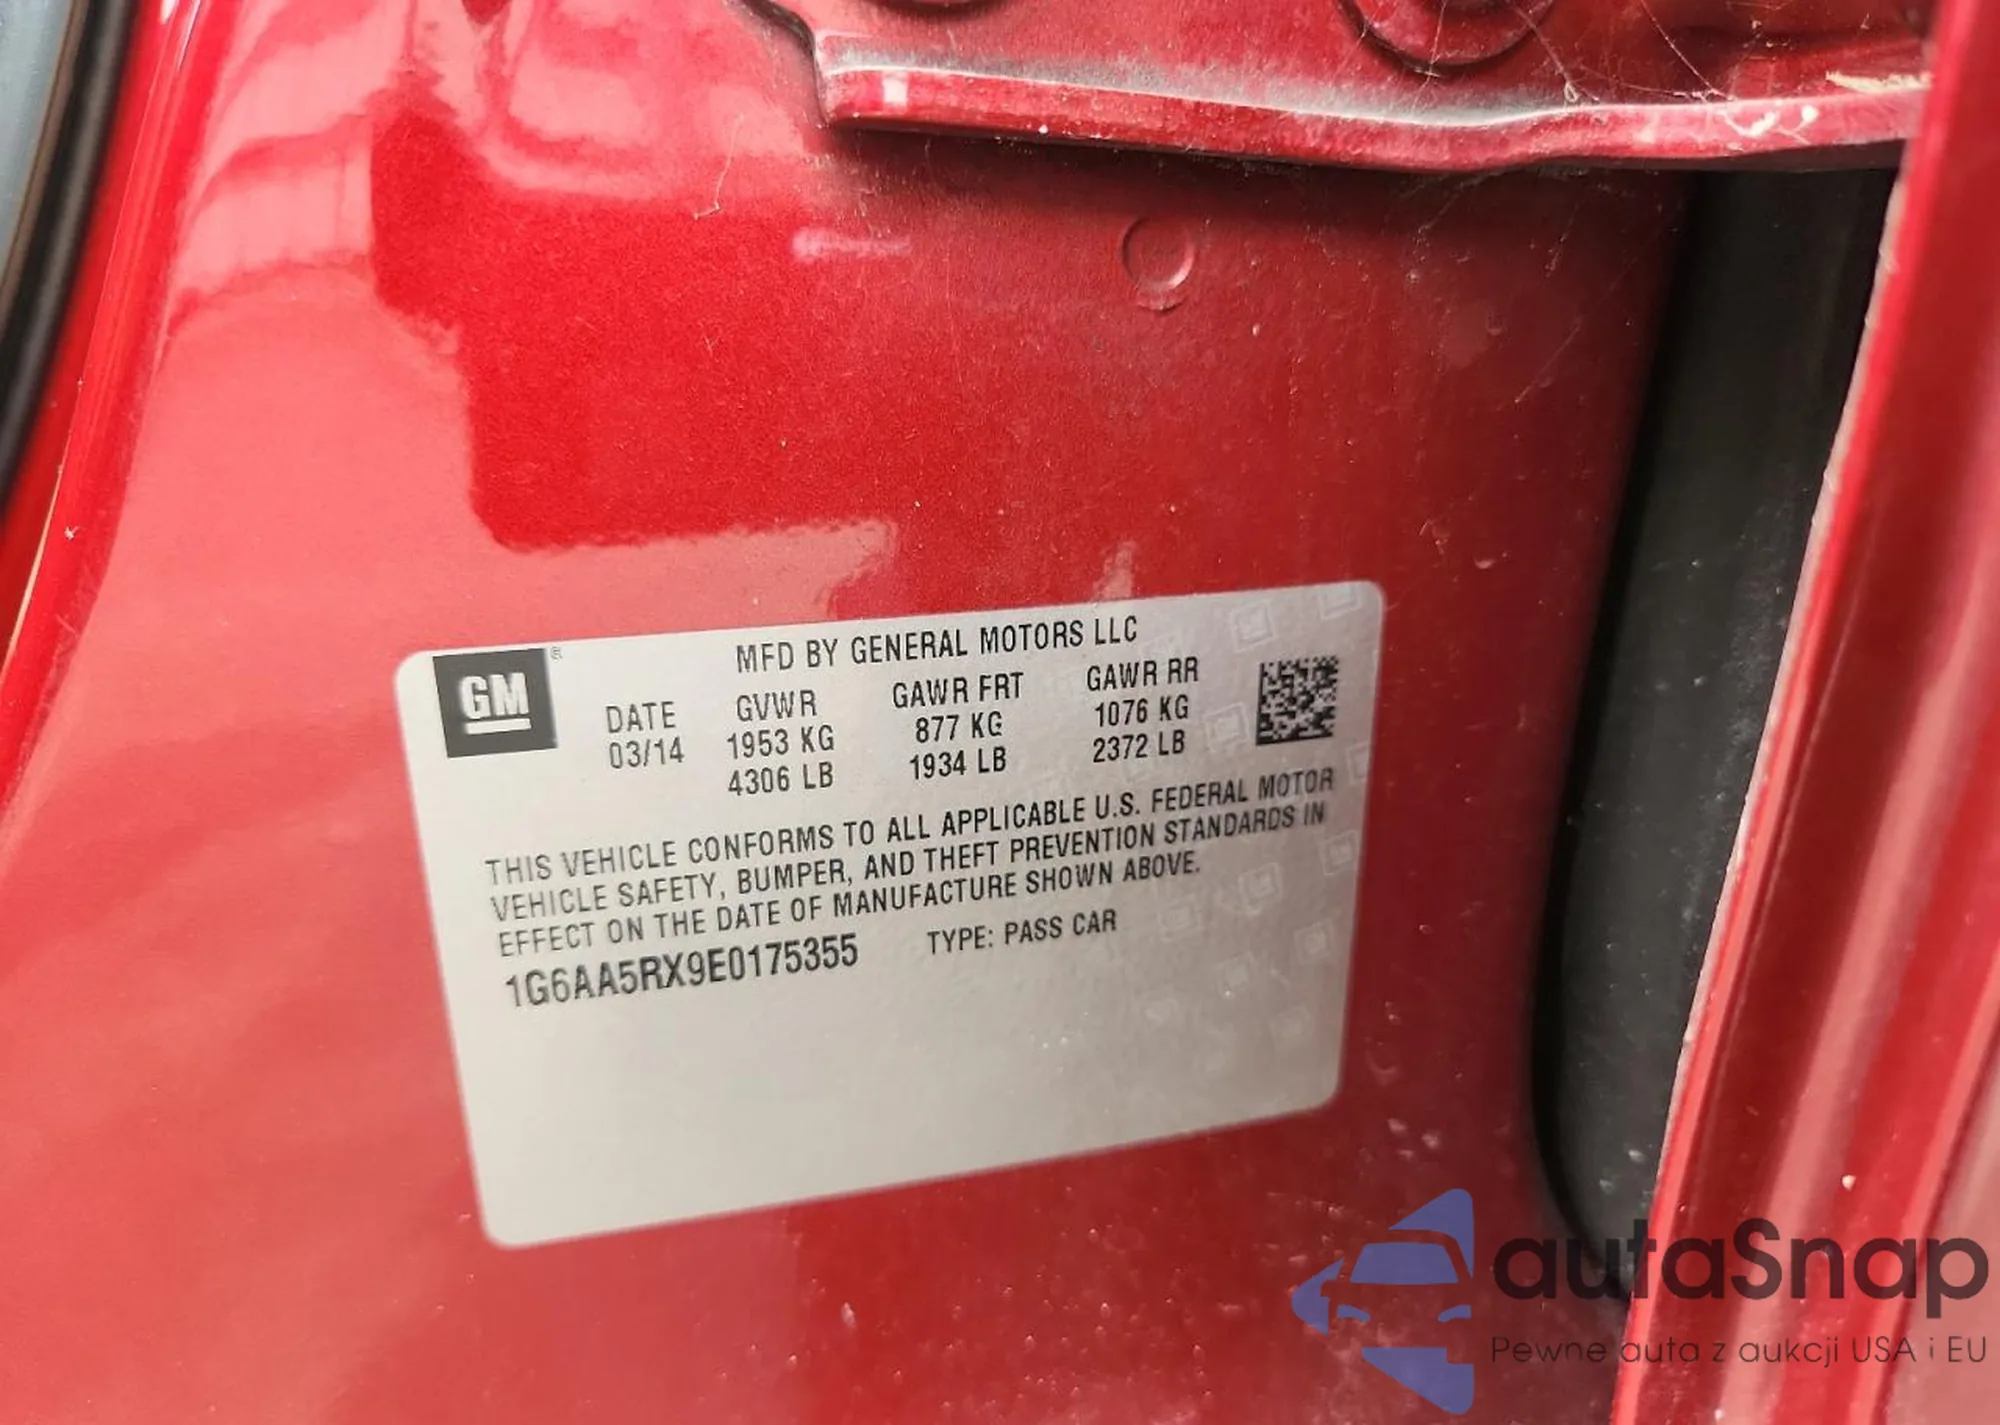 GM ®
MFD BY GENERAL MOTORS LLC
DATE GVWR GAWR FRT GAWR RR
03/14 1953 KG 877 KG 1076 KG
4306 LB 1934 LB 2372 LB
THIS VEHICLE CONFORMS TO ALL APPLICABLE U.S. FEDERAL MOTOR
VEHICLE SAFETY, BUMPER, AND THEFT PREVENTION STANDARDS IN
EFFECT ON THE DATE OF MANUFACTURE SHOWN ABOVE.
1G6AA5RX9E0175355 TYPE: PASS CAR
autaSnap
Pewne auta z aukcji USA i EU